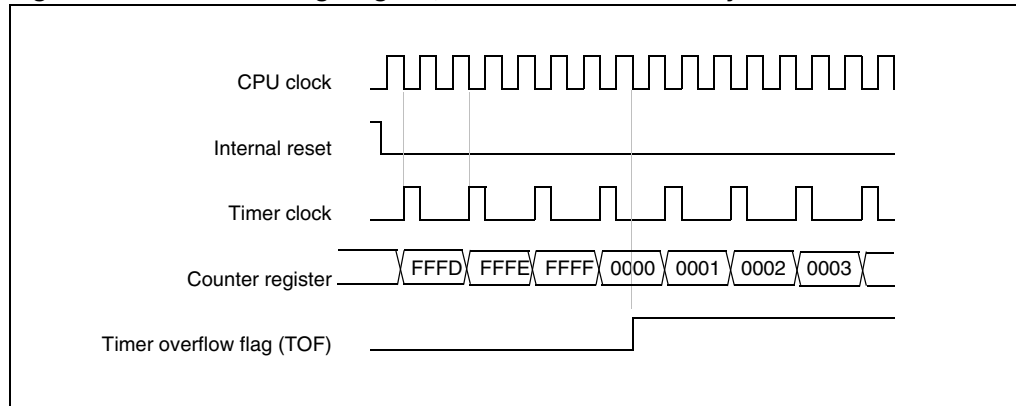 CPU clock
Internal reset
Timer clock
Counter register FFFD FFFE FFFF 0000 0001 0002 0003
Timer overflow flag (TOF)